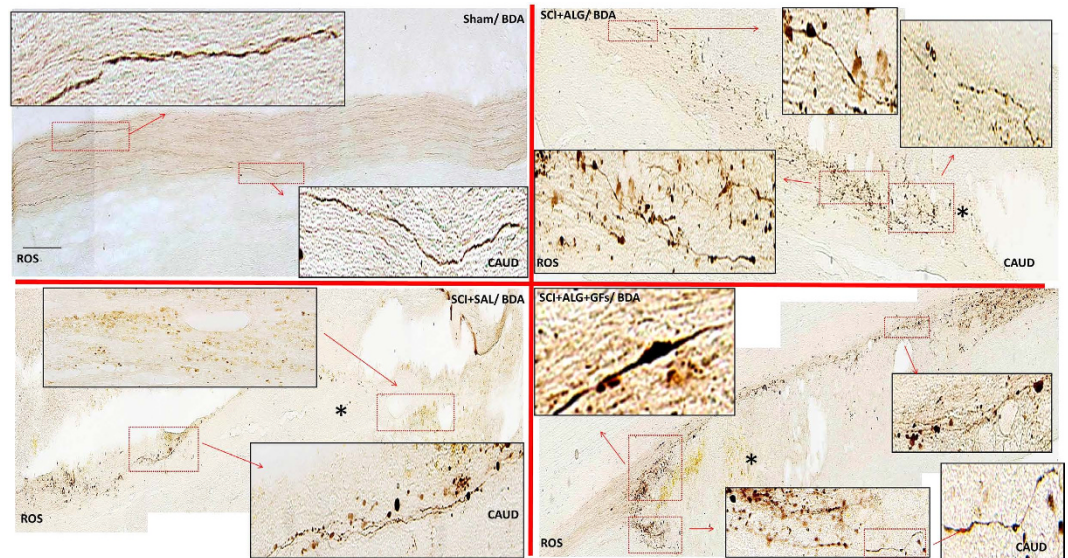 Sham/ BDA
ROS
CAUD
SCI+ALG/ BDA
*
ROS
CAUD
SCI+SAL/ BDA
*
ROS
CAUD
SCI+ALG+GFs/ BDA
*
ROS
CAUD